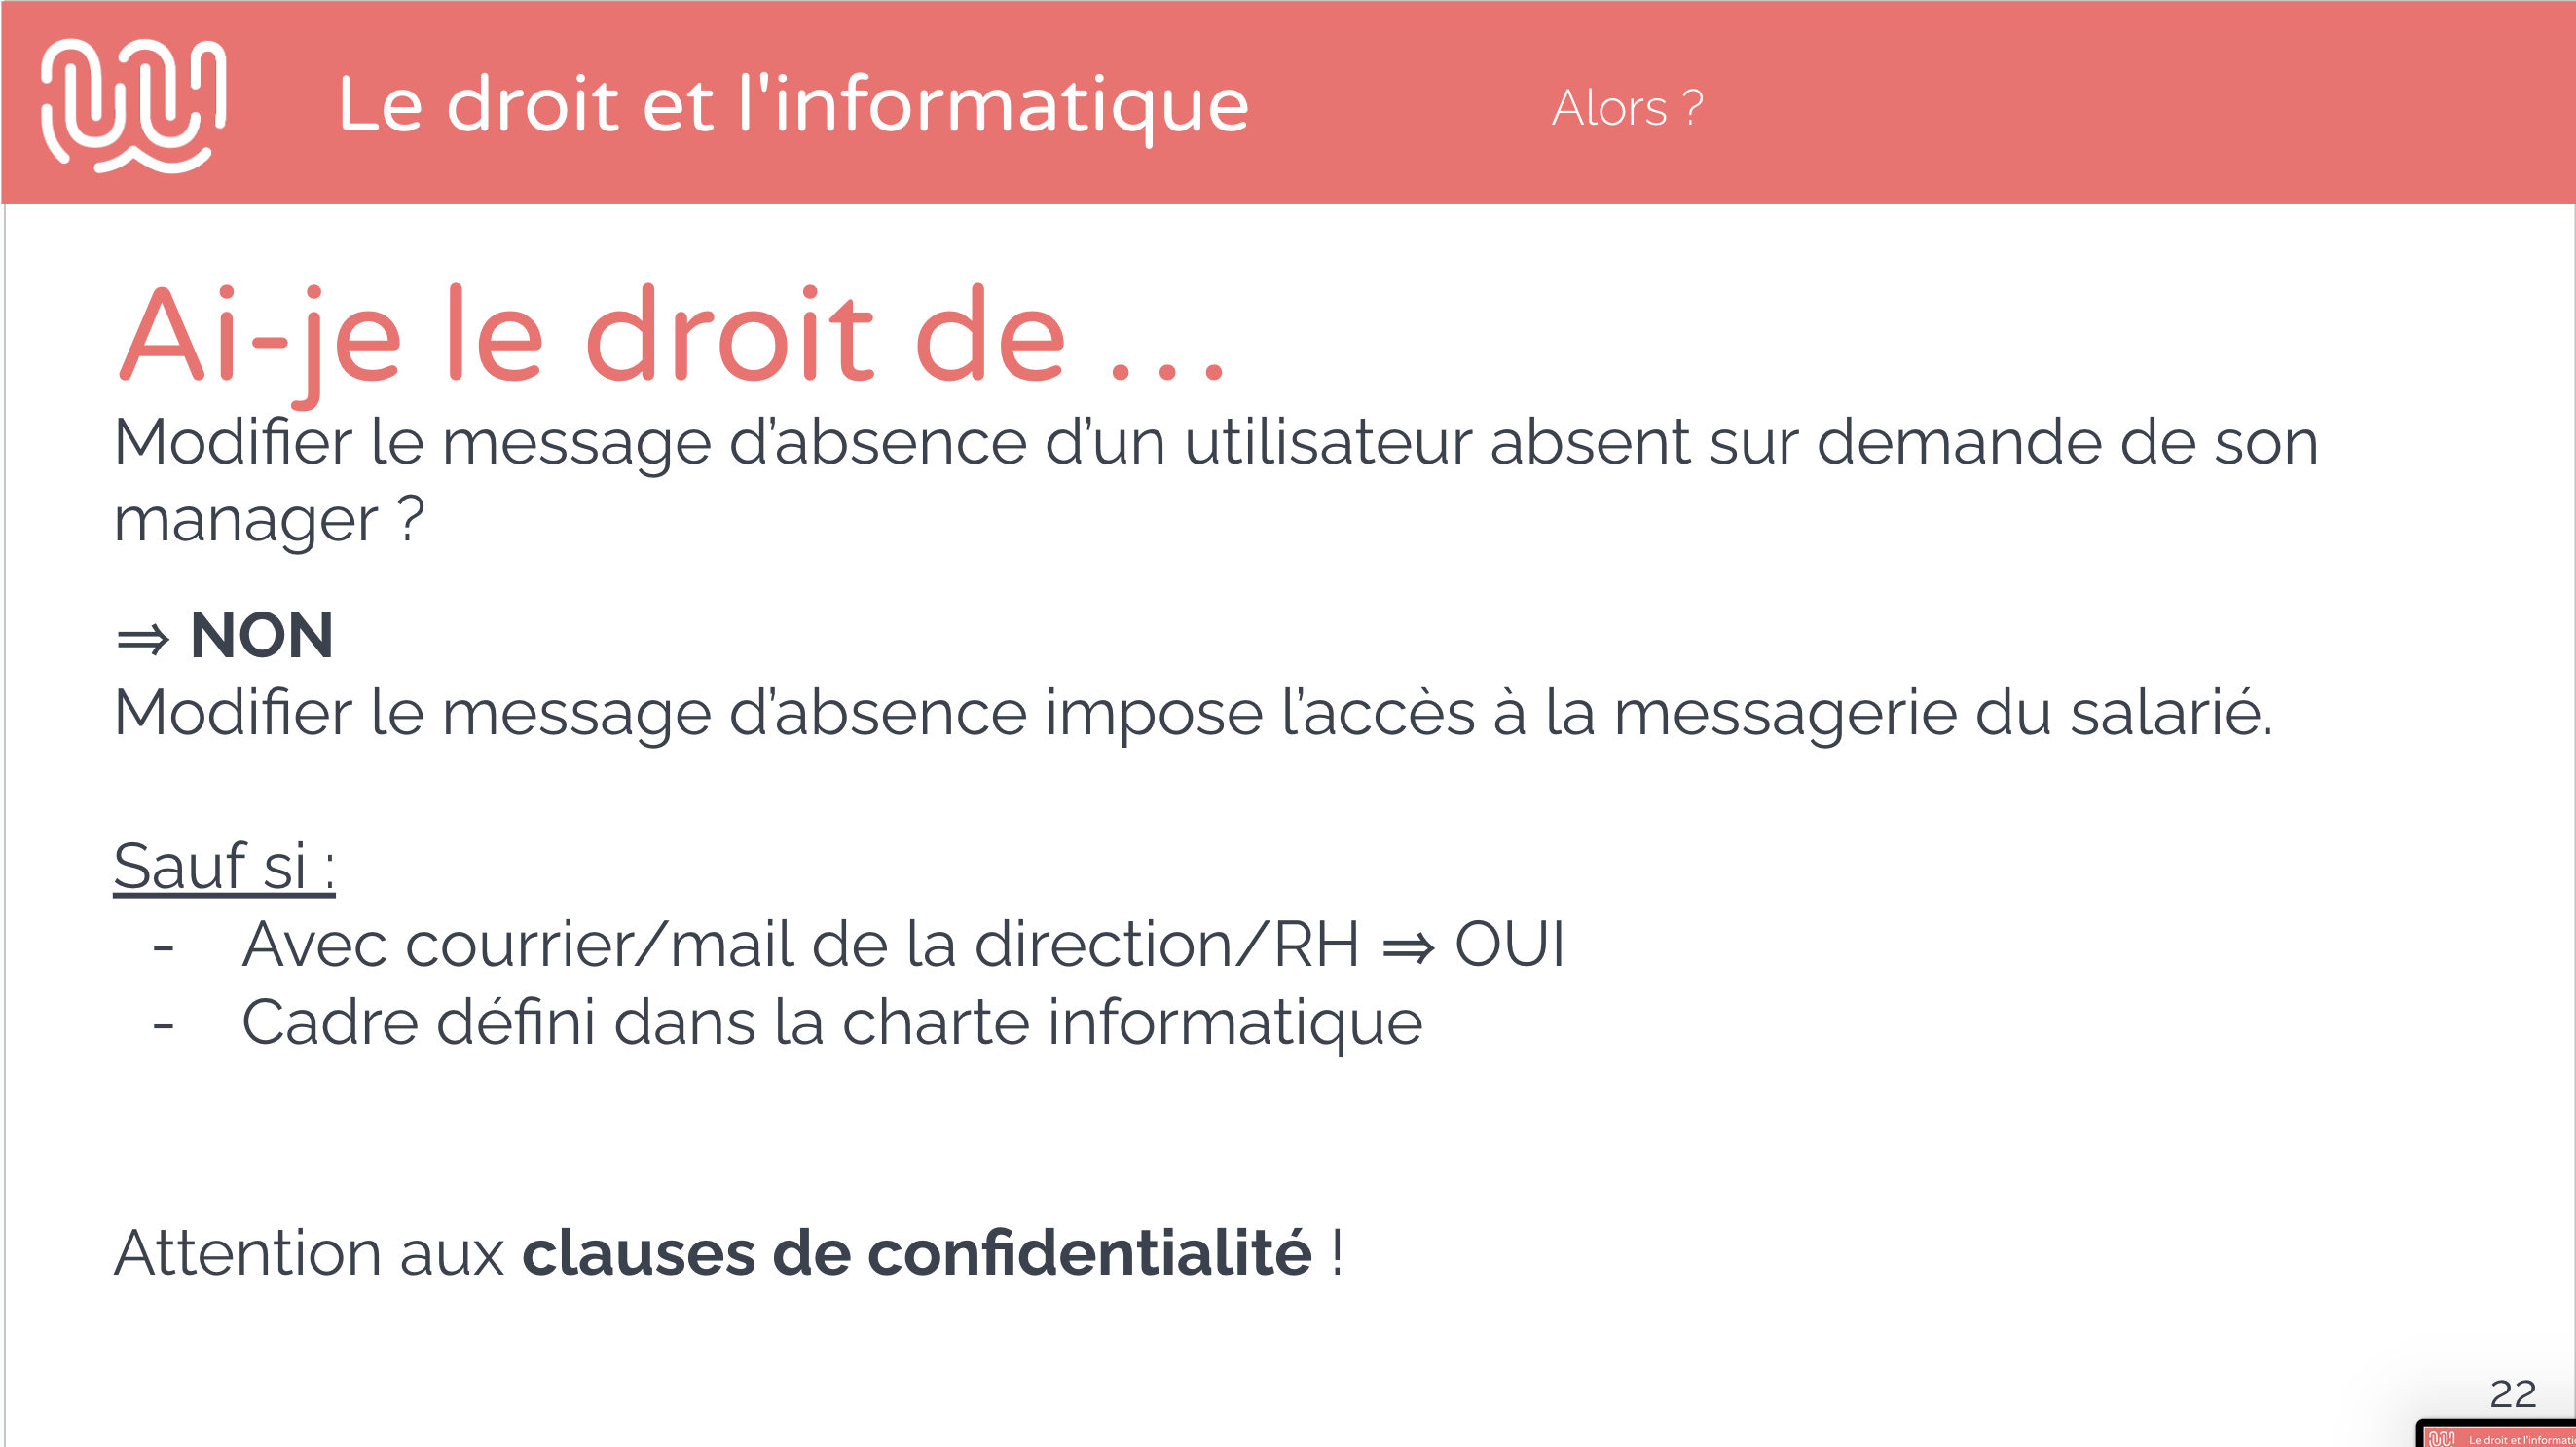 Le droit et l'informatique
Alors ?
Ai-je le droit de ...
Modifier le message d’absence d’un utilisateur absent sur demande de son
manager ?
⇒ NON
Modifier le message d’absence impose l’accès à la messagerie du salarié.
Sauf si :
- Avec courrier/mail de la direction/RH ⇒ OUI
- Cadre défini dans la charte informatique
Attention aux clauses de confidentialité !
22
Le droit et l'informati